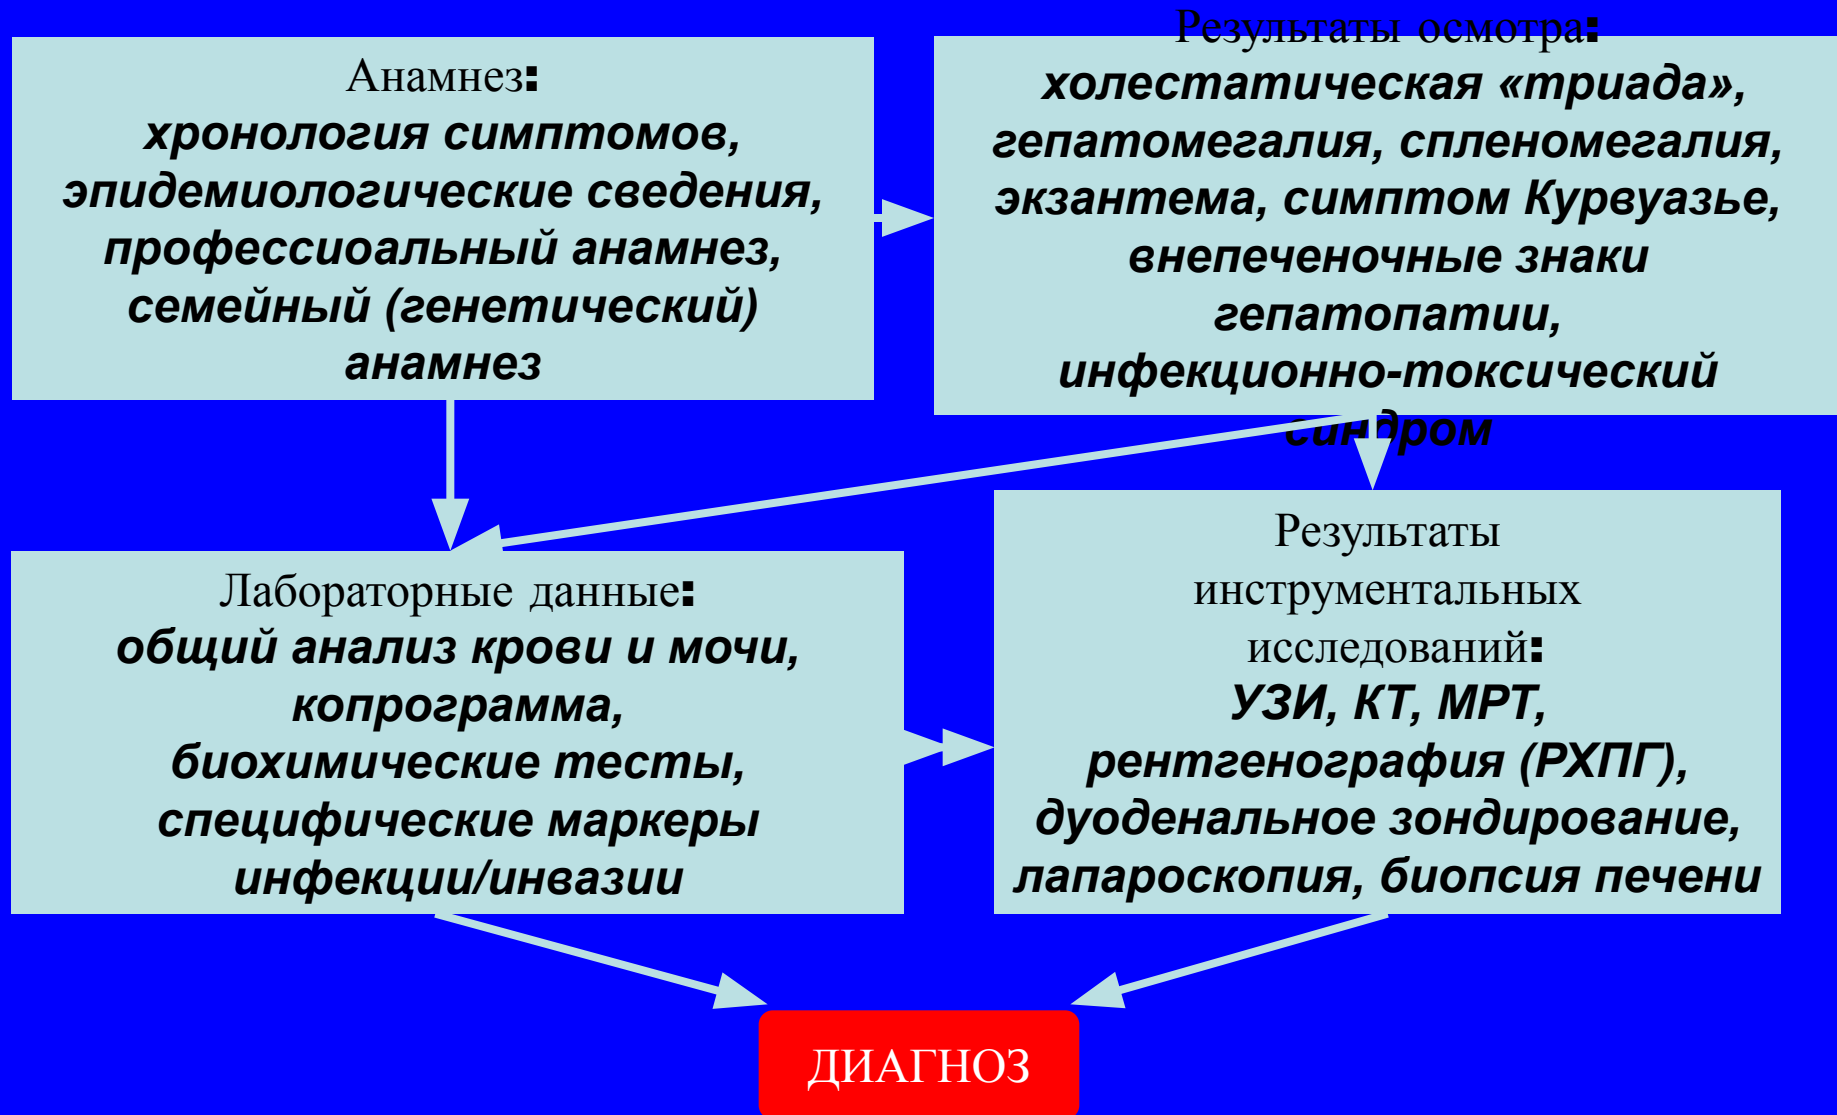 Анамнез:
хронология симптомов,
эпидемиологические сведения,
профессиоальный анамнез,
семейный (генетический)
анамнез
Результаты осмотра:
холестатическая «триада»,
гепатомегалия, спленомегалия,
экзантема, симптом Курвуазье,
внепеченочные знаки
гепатопатии,
инфекционно-токсический
синдром
Лабораторные данные:
общий анализ крови и мочи,
копрограмма,
биохимические тесты,
специфические маркеры
инфекции/инвазии
Результаты
инструментальных
исследований:
УЗИ, КТ, МРТ,
рентгенография (РХПГ),
дуоденальное зондирование,
лапароскопия, биопсия печени
ДИАГНОЗ